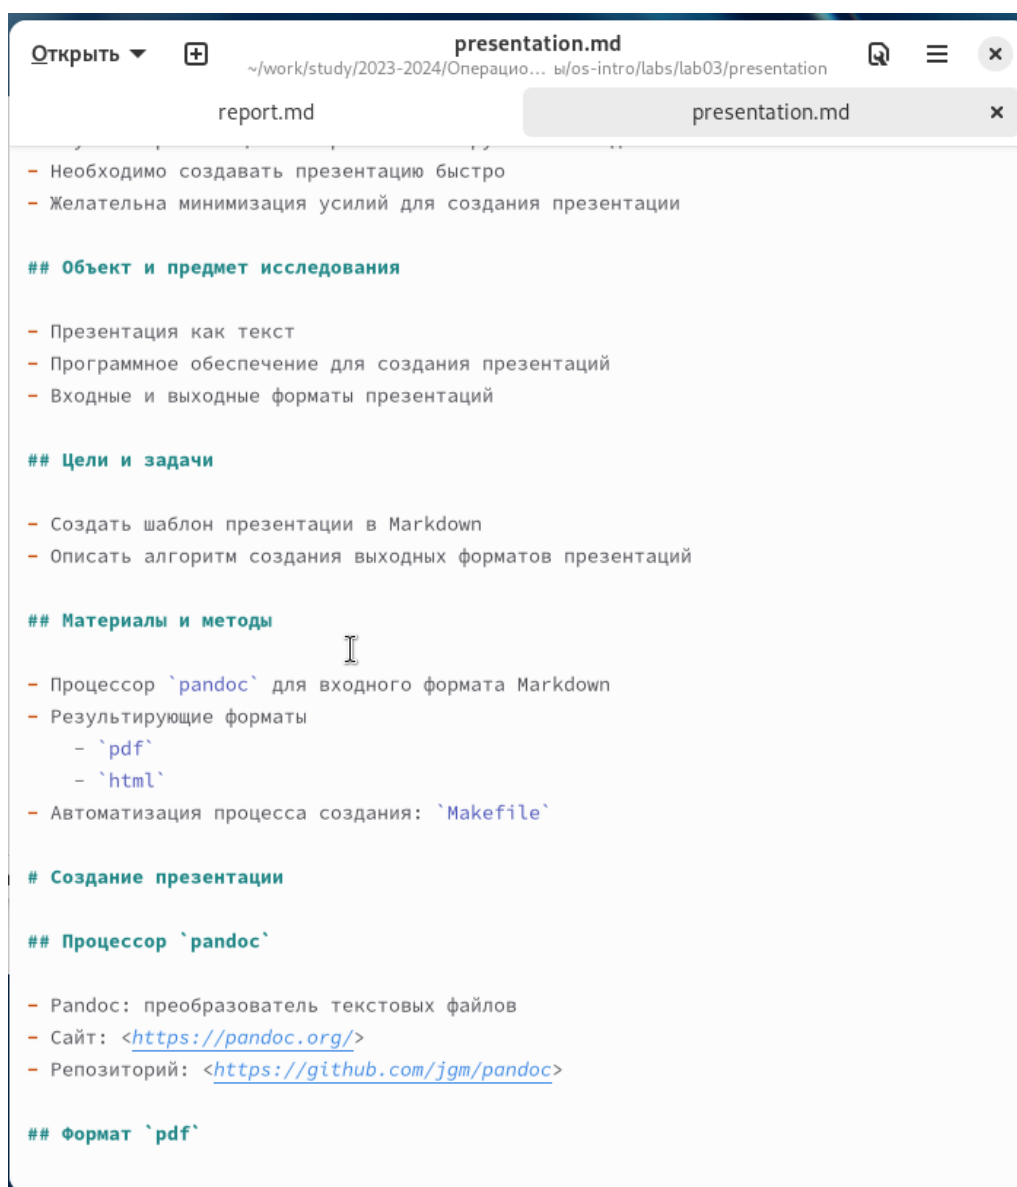 Открыть
presentation.md
~/work/study/2023-2024/Операцио… ы/os-intro/labs/lab03/presentation
report.md
presentation.md
- Необходимо создавать презентацию быстро
- Желательна минимизация усилий для создания презентации
## Объект и предмет исследования
- Презентация как текст
- Программное обеспечение для создания презентаций
- Входные и выходные форматы презентаций
## Цели и задачи
- Создать шаблон презентации в Markdown
- Описать алгоритм создания выходных форматов презентаций
## Материалы и методы
- Процессор `pandoc` для входного формата Markdown
- Результирующие форматы
    - `pdf`
    - `html`
- Автоматизация процесса создания: `Makefile`
# Создание презентации
## Процессор `pandoc`
- Pandoc: преобразователь текстовых файлов
- Сайт: <https://pandoc.org/>
- Репозиторий: <https://github.com/jgm/pandoc>
## Формат `pdf`